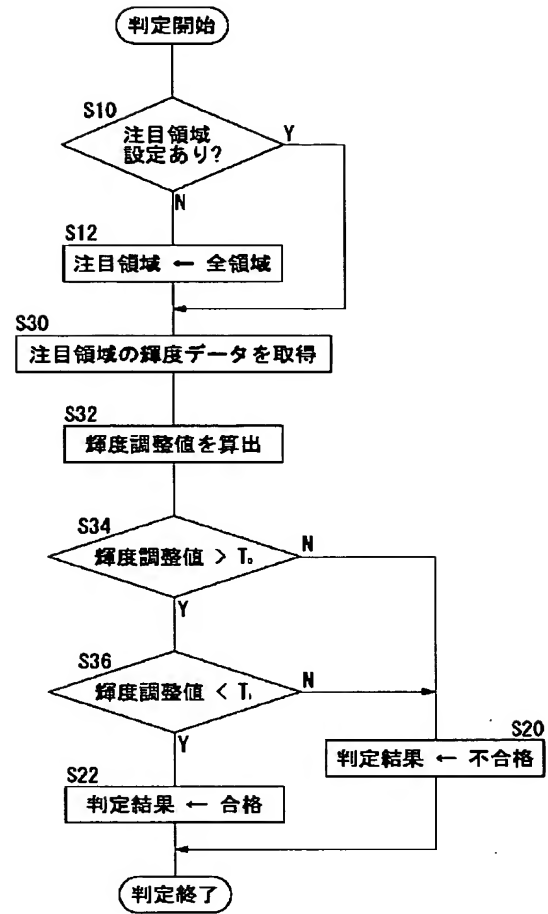 判定開始
S10
注目領域
設定あり?
Y
N
S12
注目領域 ← 全領域
S30
注目領域の輝度データを取得
S32
輝度調整値を算出
S34
輝度調整値 > T₀
N
Y
S36
輝度調整値 < T₁
N
Y
S20
判定結果 ← 不合格
S22
判定結果 ← 合格
判定終了